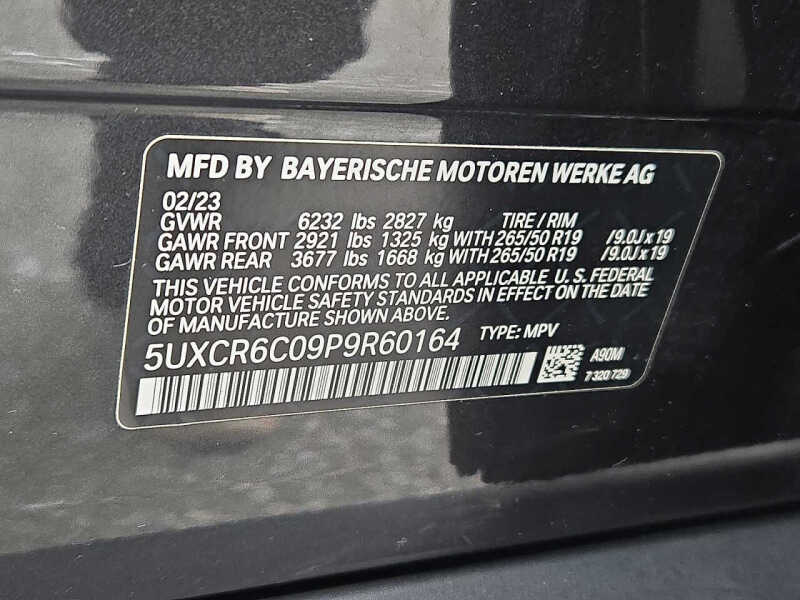 MFD BY BAYERISCHE MOTOREN WERKE AG
02/23
GVWR 6232 lbs 2827 kg TIRE / RIM
GAWR FRONT 2921 lbs 1325 kg WITH 265/50 R19 / 9.0J x 19
GAWR REAR 3677 lbs 1668 kg WITH 265/50 R19 / 9.0J x 19
THIS VEHICLE CONFORMS TO ALL APPLICABLE U. S. FEDERAL
MOTOR VEHICLE SAFETY STANDARDS IN EFFECT ON THE DATE
OF MANUFACTURE SHOWN ABOVE.
5UXCR6C09P9R60164 TYPE: MPV
A90M
7 320 729